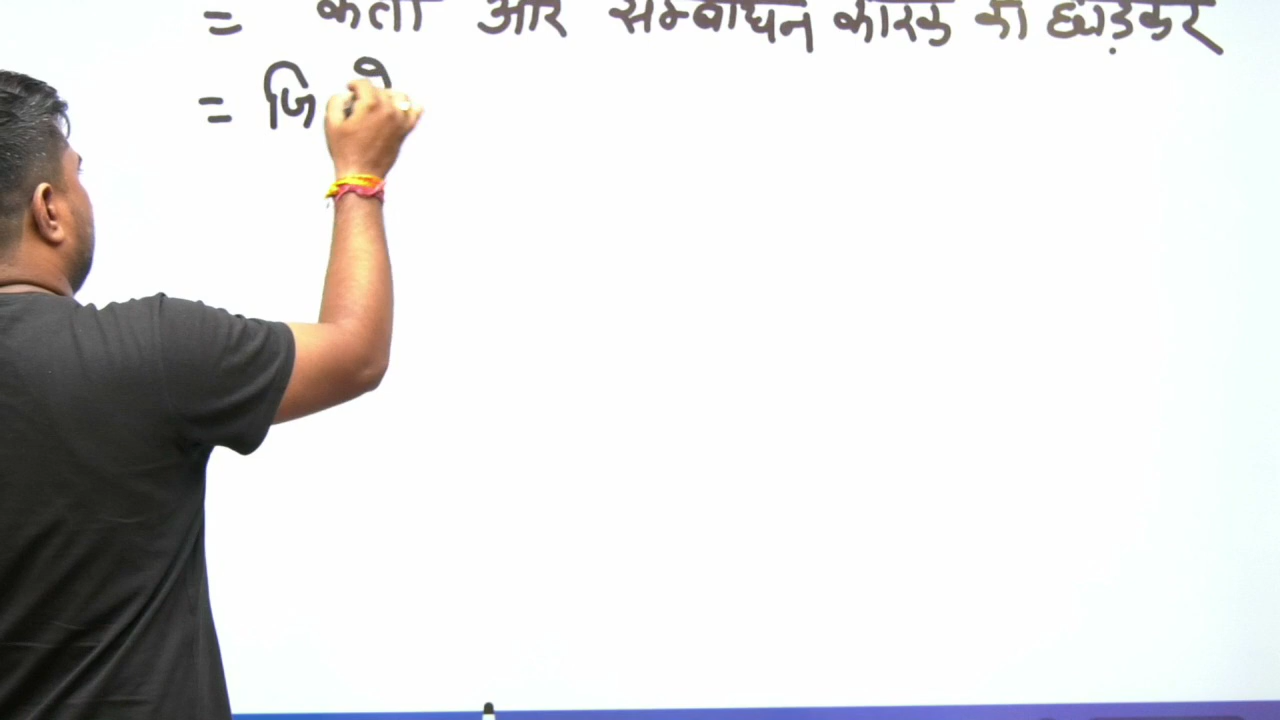 = कर्ता और सम्बोधन कारक को छोड़कर
= जि